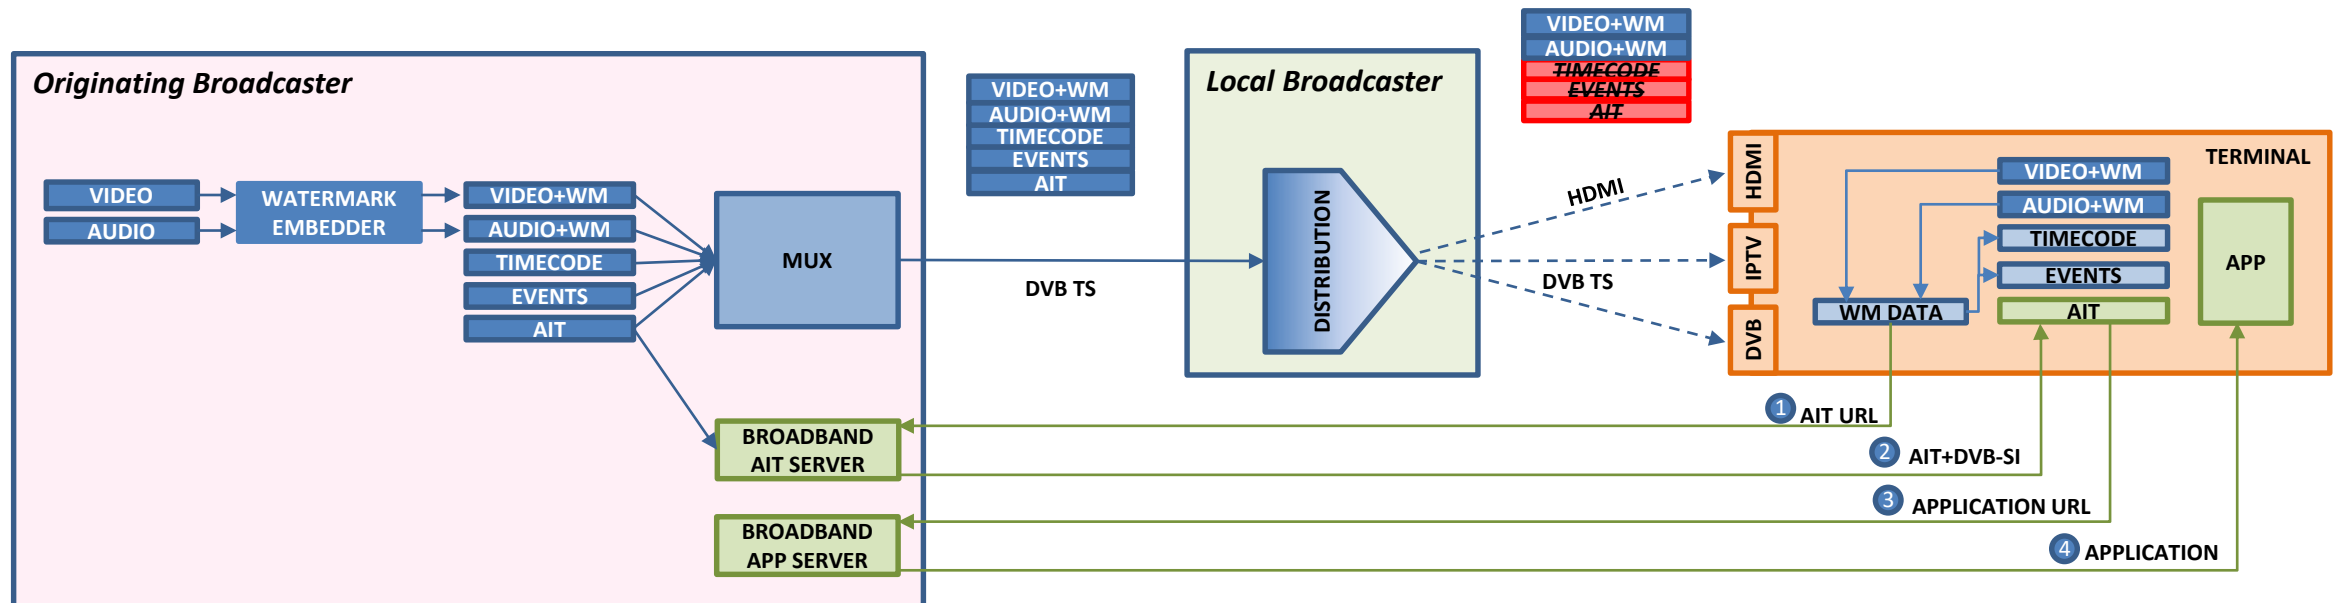 Originating Broadcaster
VIDEO
AUDIO
WATERMARK
EMBEDDER
VIDEO+WM
AUDIO+WM
TIMECODE
EVENTS
AIT
MUX
BROADBAND
AIT SERVER
BROADBAND
APP SERVER
VIDEO+WM
AUDIO+WM
TIMECODE
EVENTS
AIT
DVB TS
Local Broadcaster
DISTRIBUTION
VIDEO+WM
AUDIO+WM
TIMECODE
EVENTS
AIT
HDMI
DVB TS
HDMI
IPTV
DVB
TERMINAL
VIDEO+WM
AUDIO+WM
TIMECODE
EVENTS
AIT
WM DATA
APP
1 AIT URL
2 AIT+DVB-SI
3 APPLICATION URL
4 APPLICATION